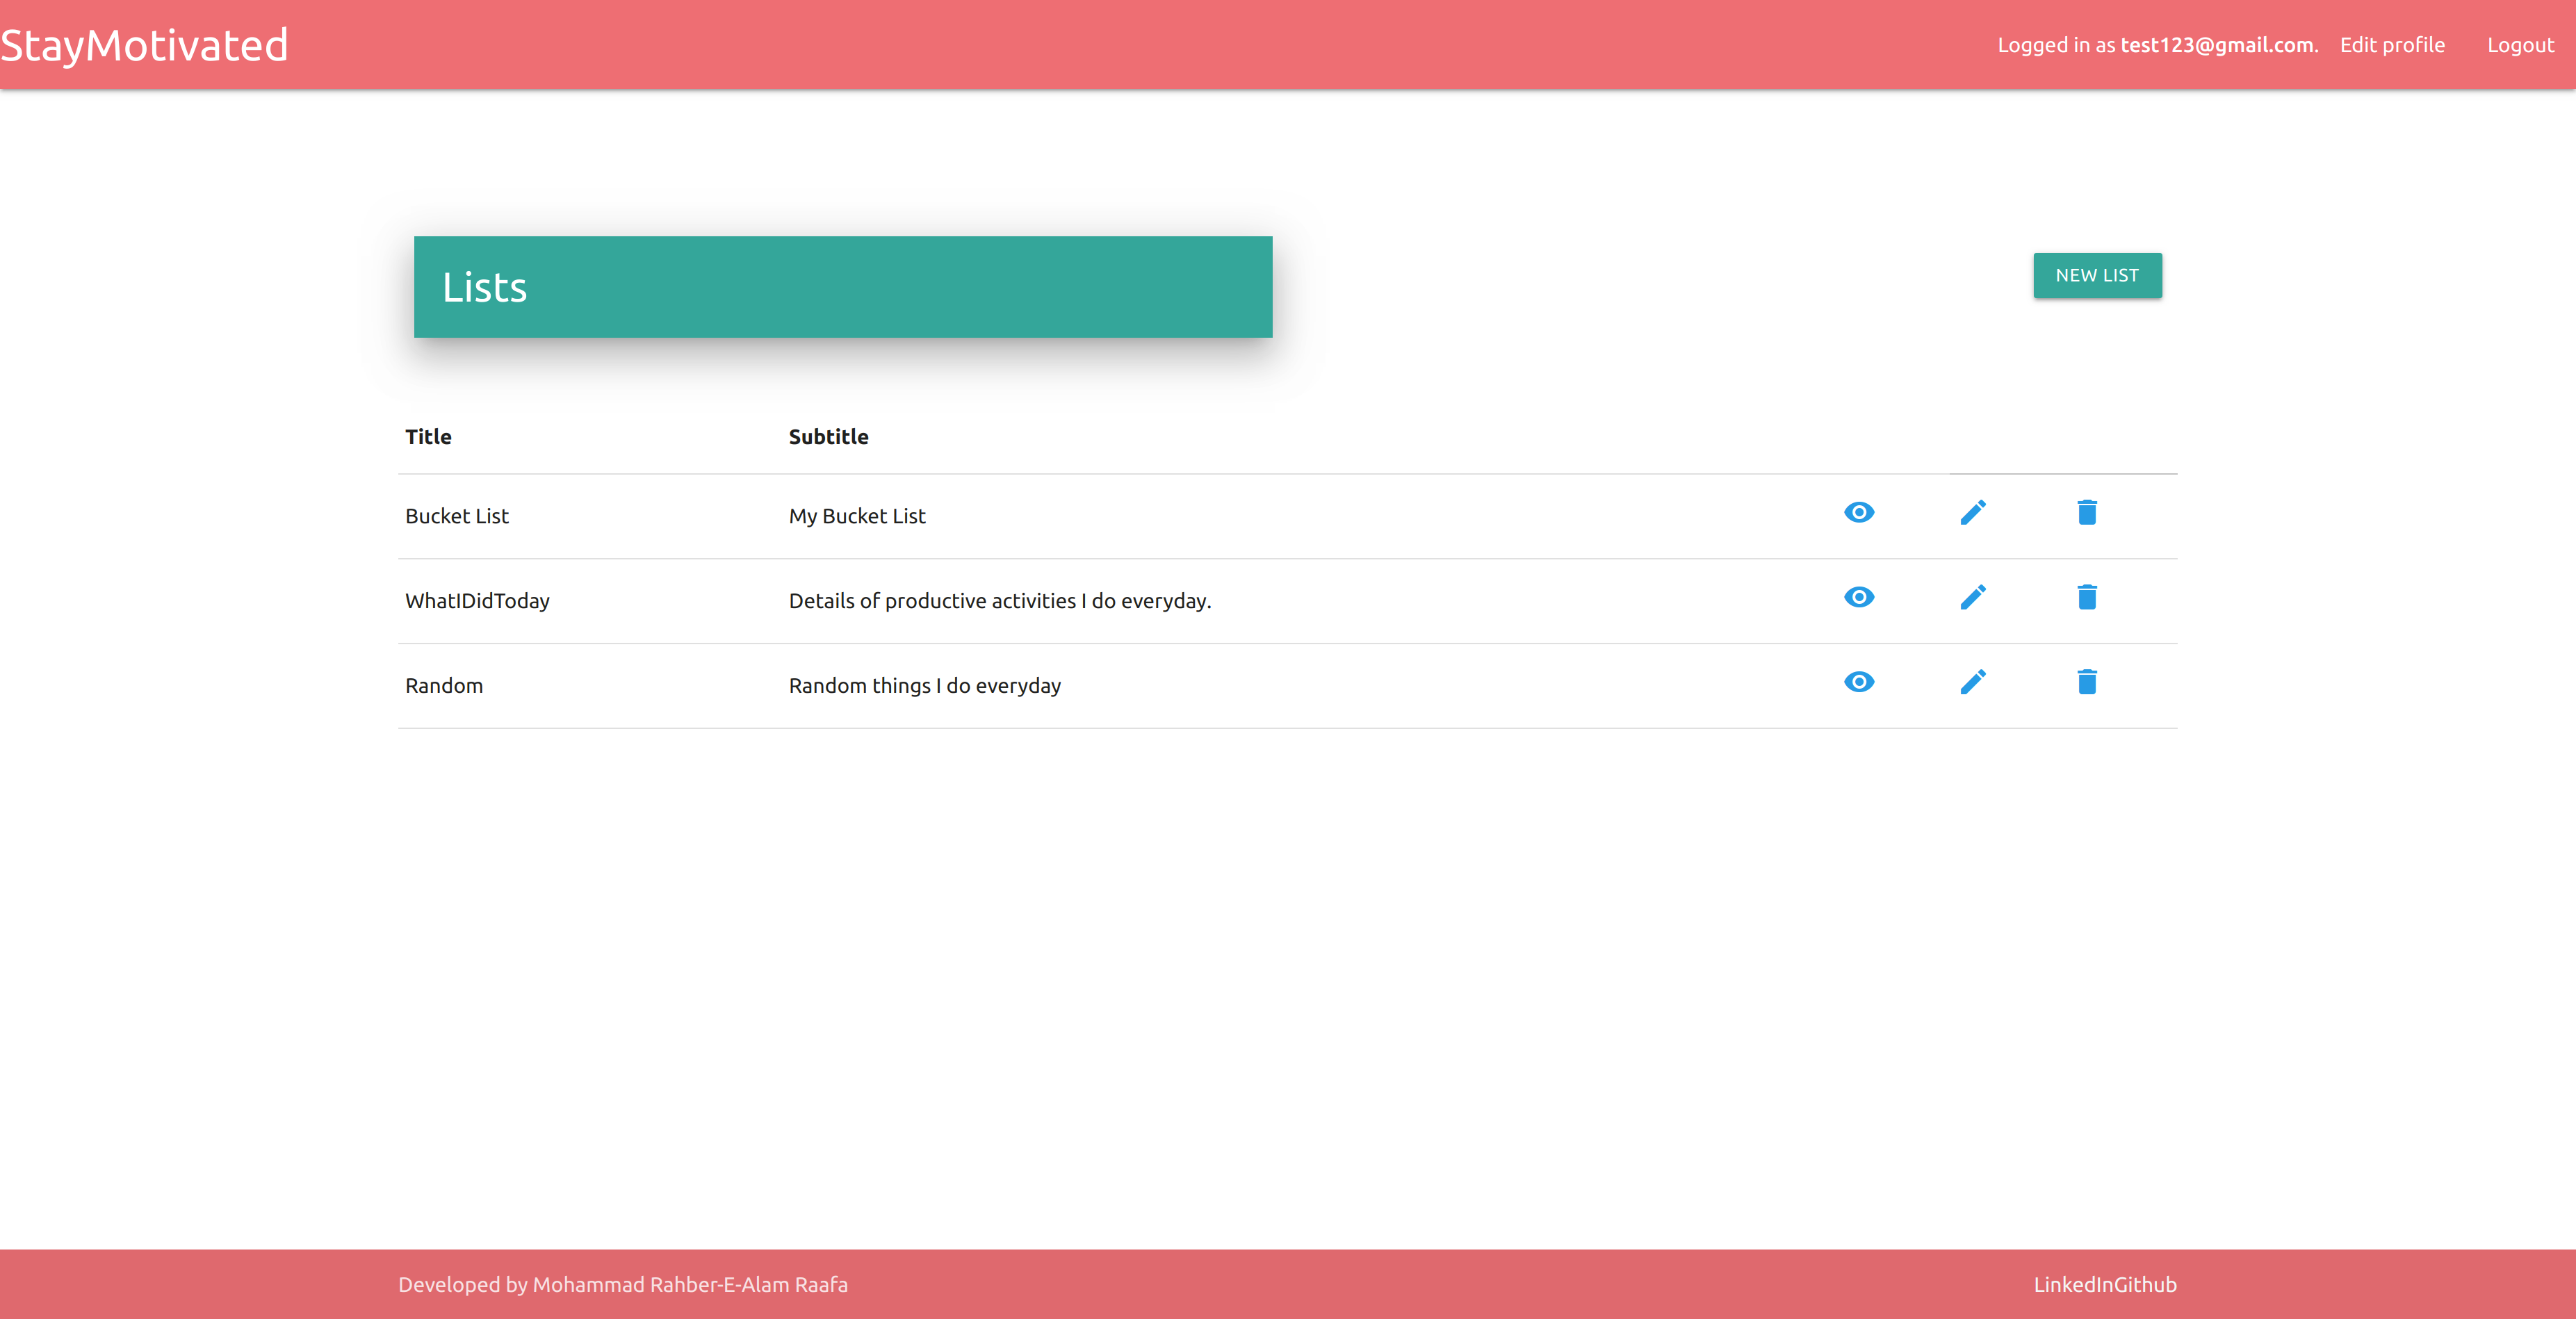 StayMotivated
Logged in as test123@gmail.com. Edit profile Logout
Lists
NEW LIST
Title Subtitle
Bucket List My Bucket List
WhatIDidToday Details of productive activities I do everyday.
Random Random things I do everyday
Developed by Mohammad Rahber-E-Alam Raafa LinkedInGithub